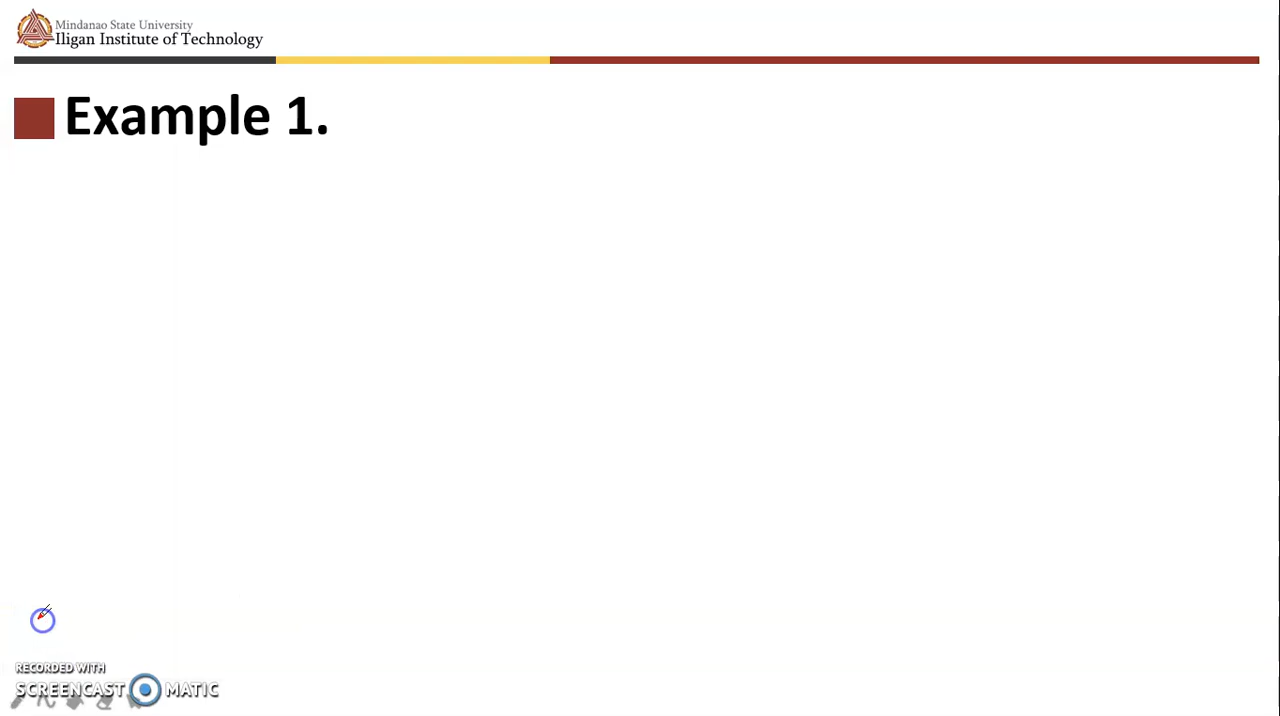 Mindanao State University
Iligan Institute of Technology
Example 1.
RECORDED WITH
SCREENCAST MATIC